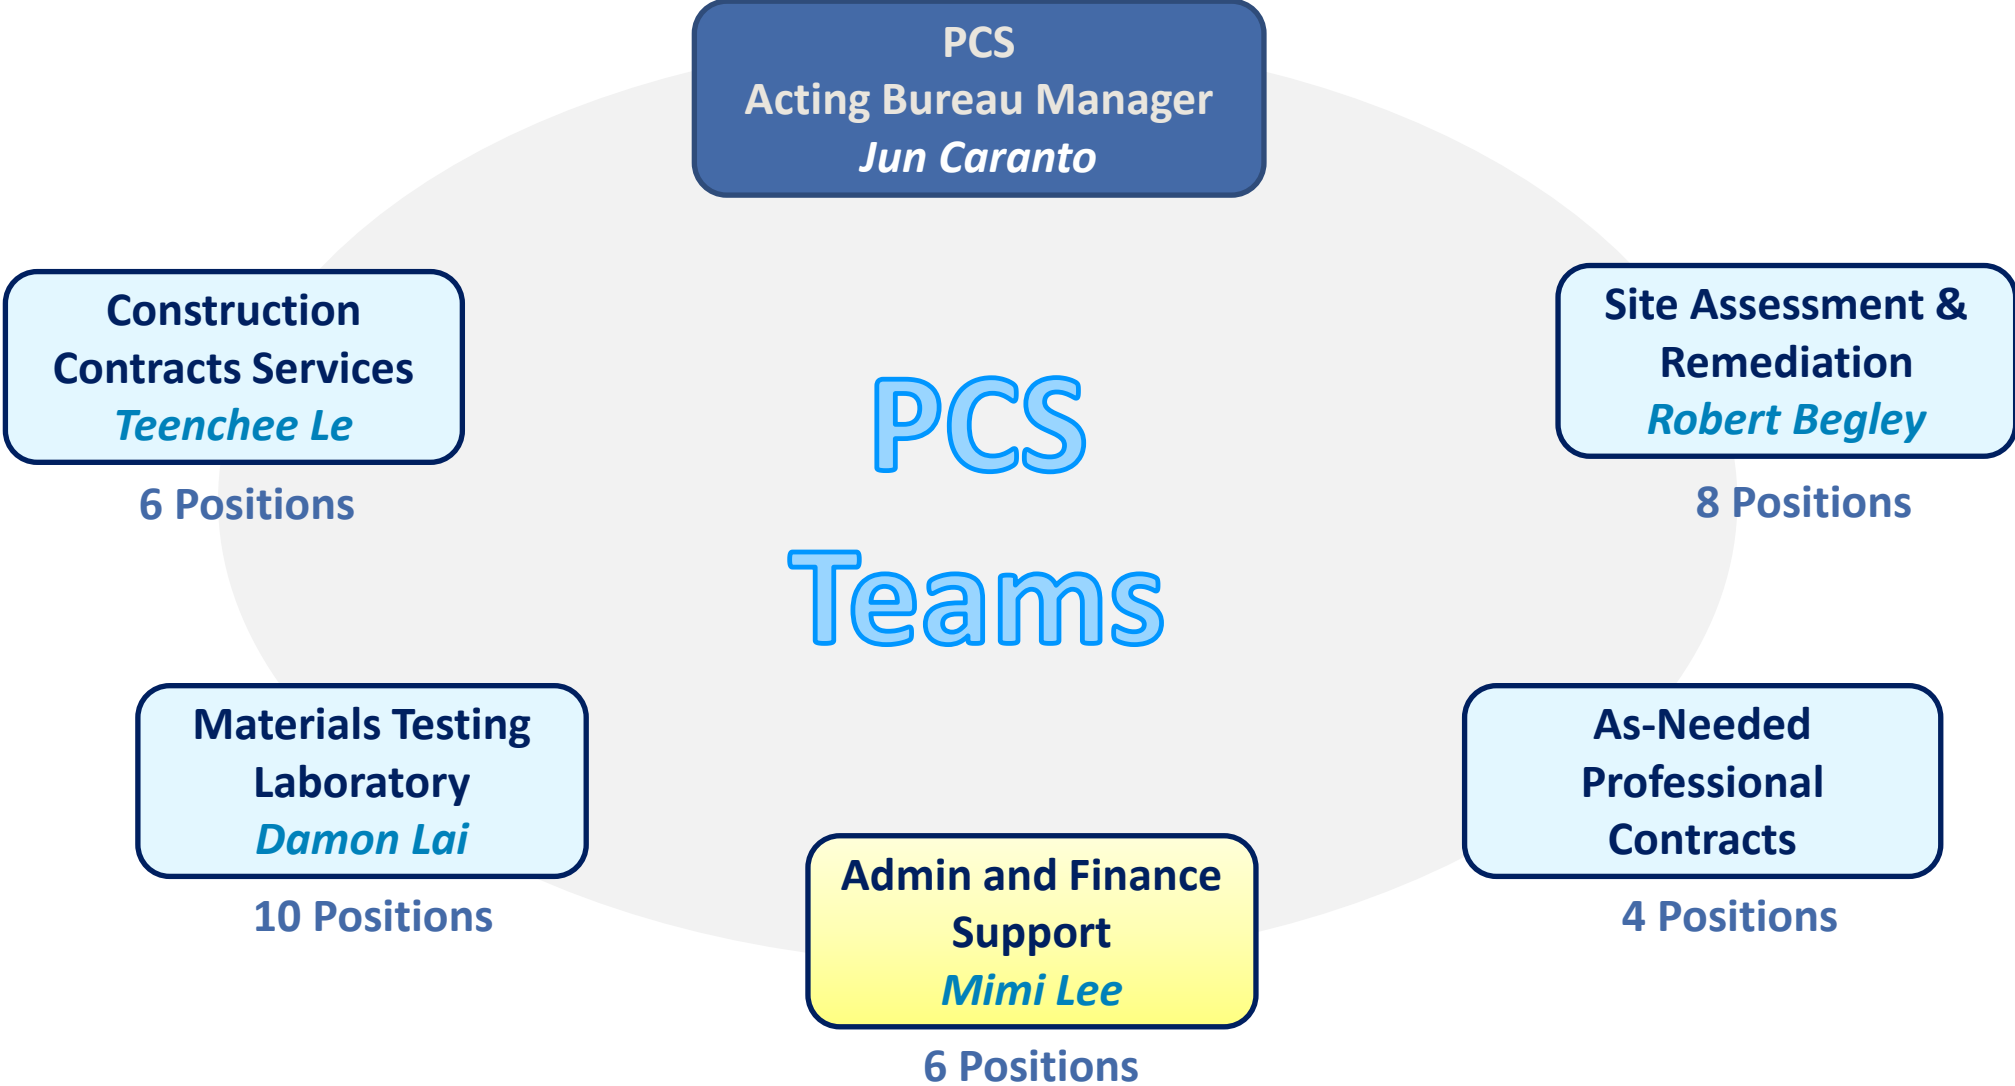 PCS
Acting Bureau Manager
Jun Caranto
Construction
Contracts Services
Teenchee Le
6 Positions
Site Assessment &
Remediation
Robert Begley
8 Positions
PCS
Teams
Materials Testing
Laboratory
Damon Lai
10 Positions
As-Needed
Professional
Contracts
4 Positions
Admin and Finance
Support
Mimi Lee
6 Positions